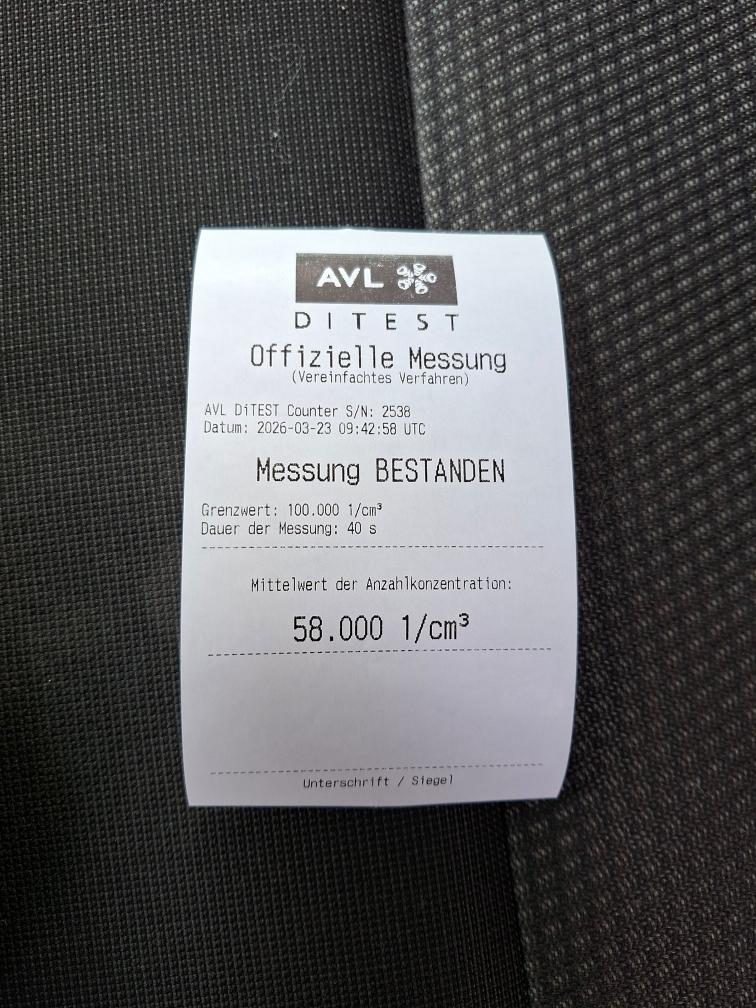 AVL
DITEST
Offizielle Messung
(Vereinfachtes Verfahren)
AVL DiTEST Counter S/N: 2538
Datum: 2026-03-23 09:42:58 UTC
Messung BESTANDEN
Grenzwert: 100.000 1/cm³
Dauer der Messung: 40 s
Mittelwert der Anzahlkonzentration:
58.000 1/cm³
Unterschrift / Siegel